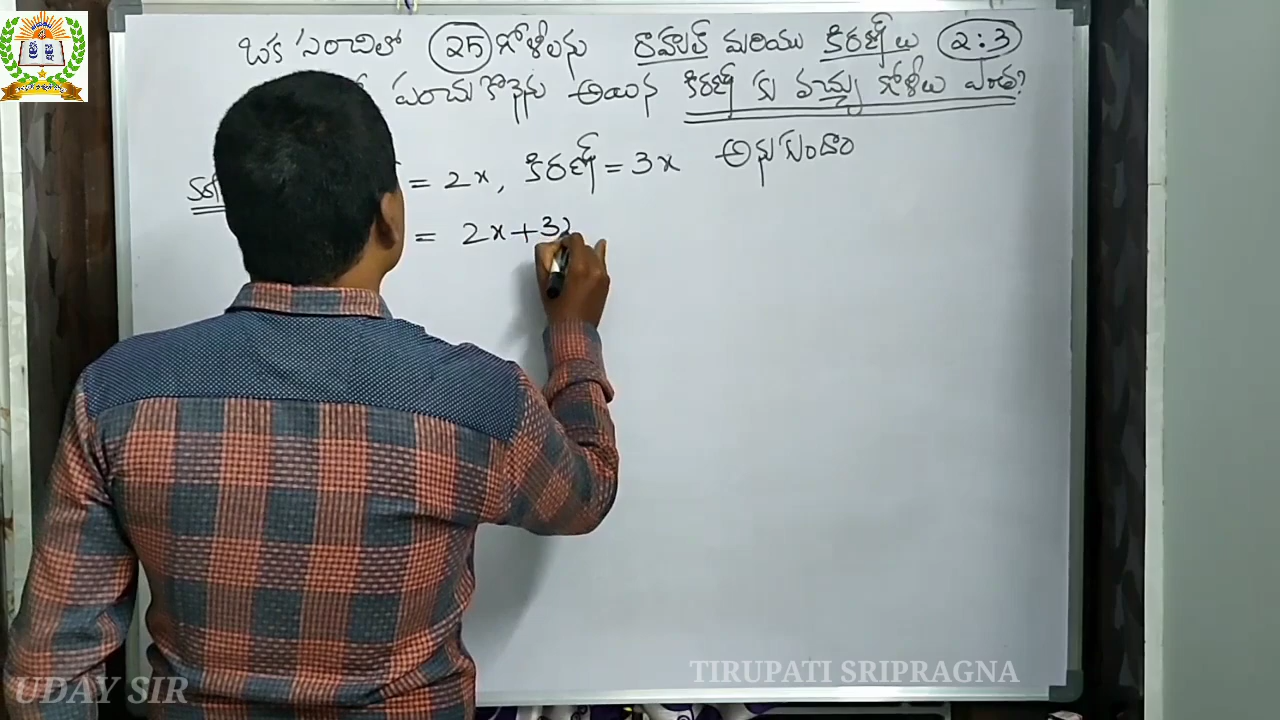 ఒక సంచిలో 25 గోళీలను రాహుల్ మరియు కిరణ్ లు 2:3
పంచుకొనెను అయిన కిరణ్ కు వచ్చు గోళీలు ఎంత?
= 2x, కిరణ్ = 3x అనుకుందాం
= 2x+3
TIRUPATI SRIPRAGNA
UDAY SIR